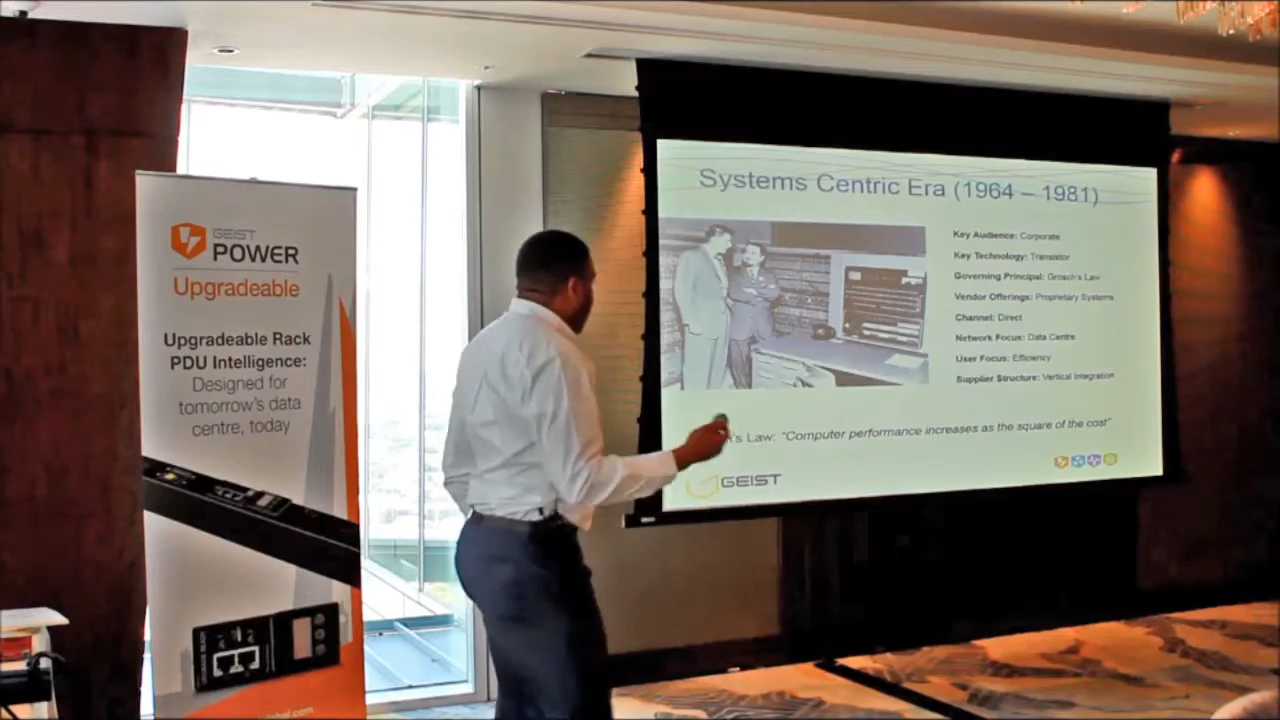 GEIST
POWER
Upgradeable
Upgradeable Rack
PDU Intelligence:
Designed for
tomorrow's data
centre, today
Systems Centric Era (1964 – 1981)
Key Audience: Corporate
Key Technology: Transistor
Governing Principal: Grosch's Law
Vendor Offerings: Proprietary Systems
Channel: Direct
Network Focus: Data Centre
User Focus: Efficiency
Supplier Structure: Vertical Integration
Law: "Computer performance increases as the square of the cost"
GEIST